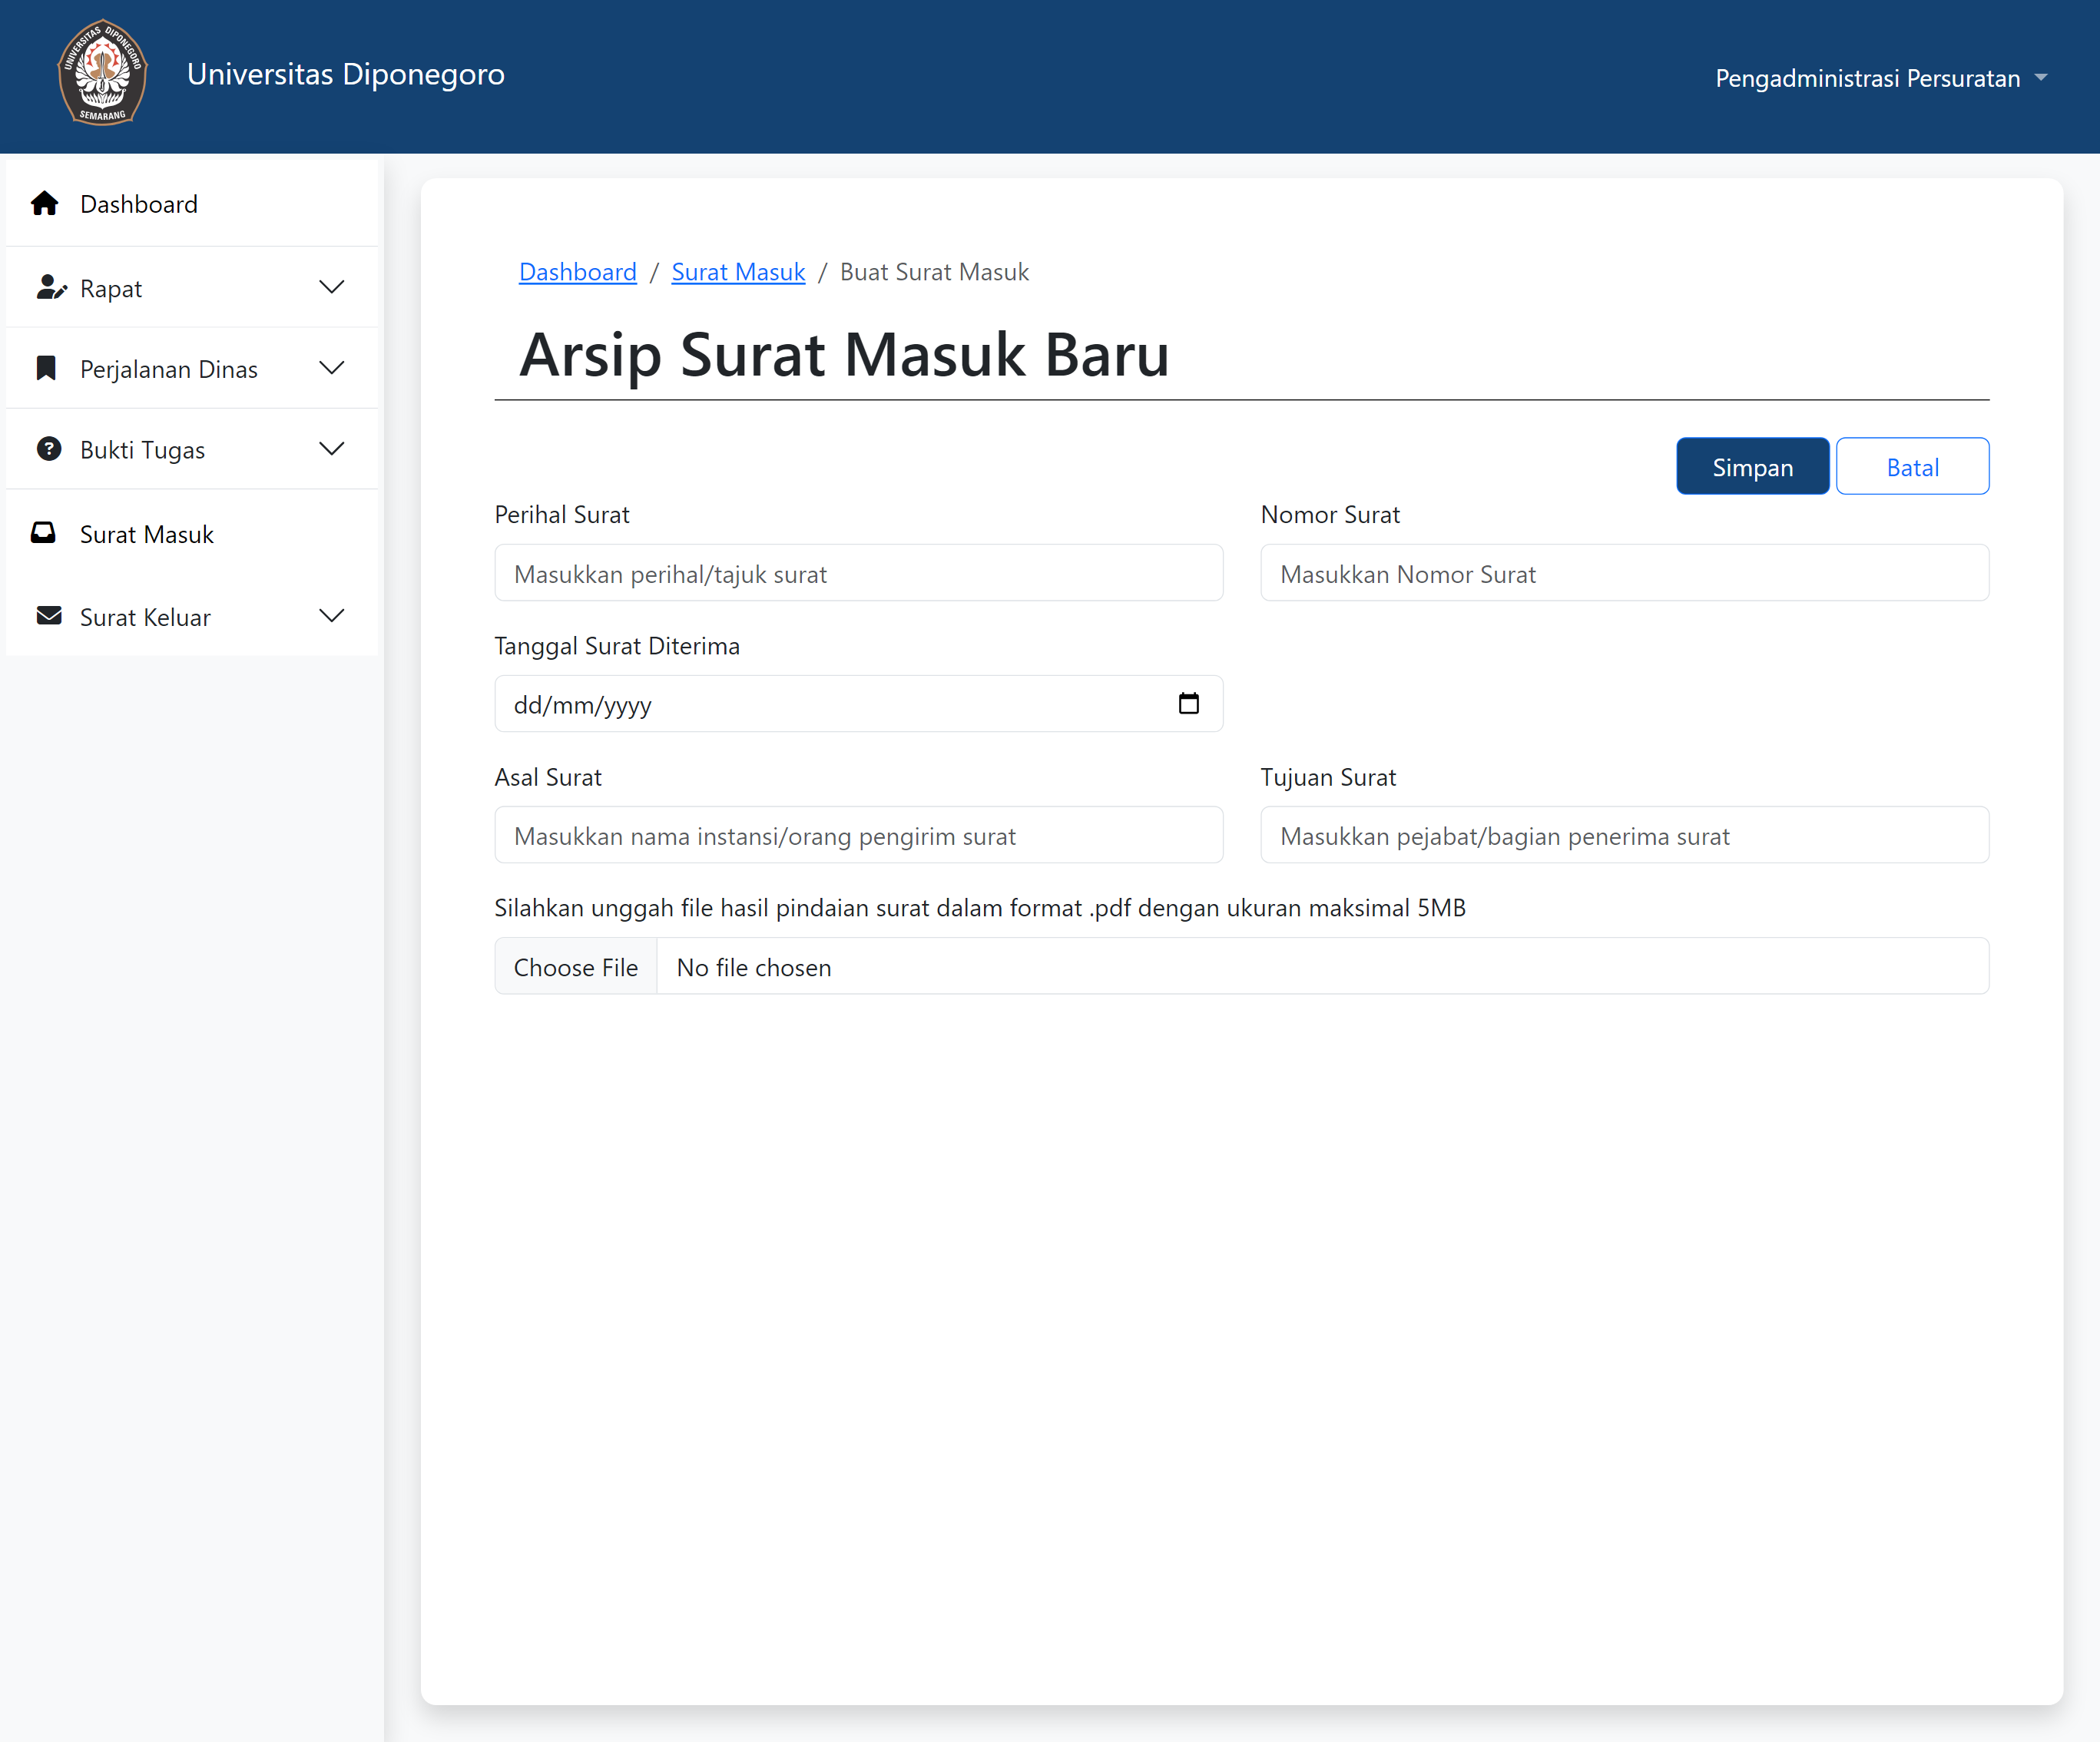 UNIVERSITAS DIPONEGORO
SEMARANG
Universitas Diponegoro
Pengadministrasi Persuratan
Dashboard
Rapat
Perjalanan Dinas
Bukti Tugas
Surat Masuk
Surat Keluar
Dashboard / Surat Masuk / Buat Surat Masuk
Arsip Surat Masuk Baru
Simpan Batal
Perihal Surat Nomor Surat
Masukkan perihal/tajuk surat Masukkan Nomor Surat
Tanggal Surat Diterima
dd/mm/yyyy
Asal Surat Tujuan Surat
Masukkan nama instansi/orang pengirim surat Masukkan pejabat/bagian penerima surat
Silahkan unggah file hasil pindaian surat dalam format .pdf dengan ukuran maksimal 5MB
Choose File No file chosen